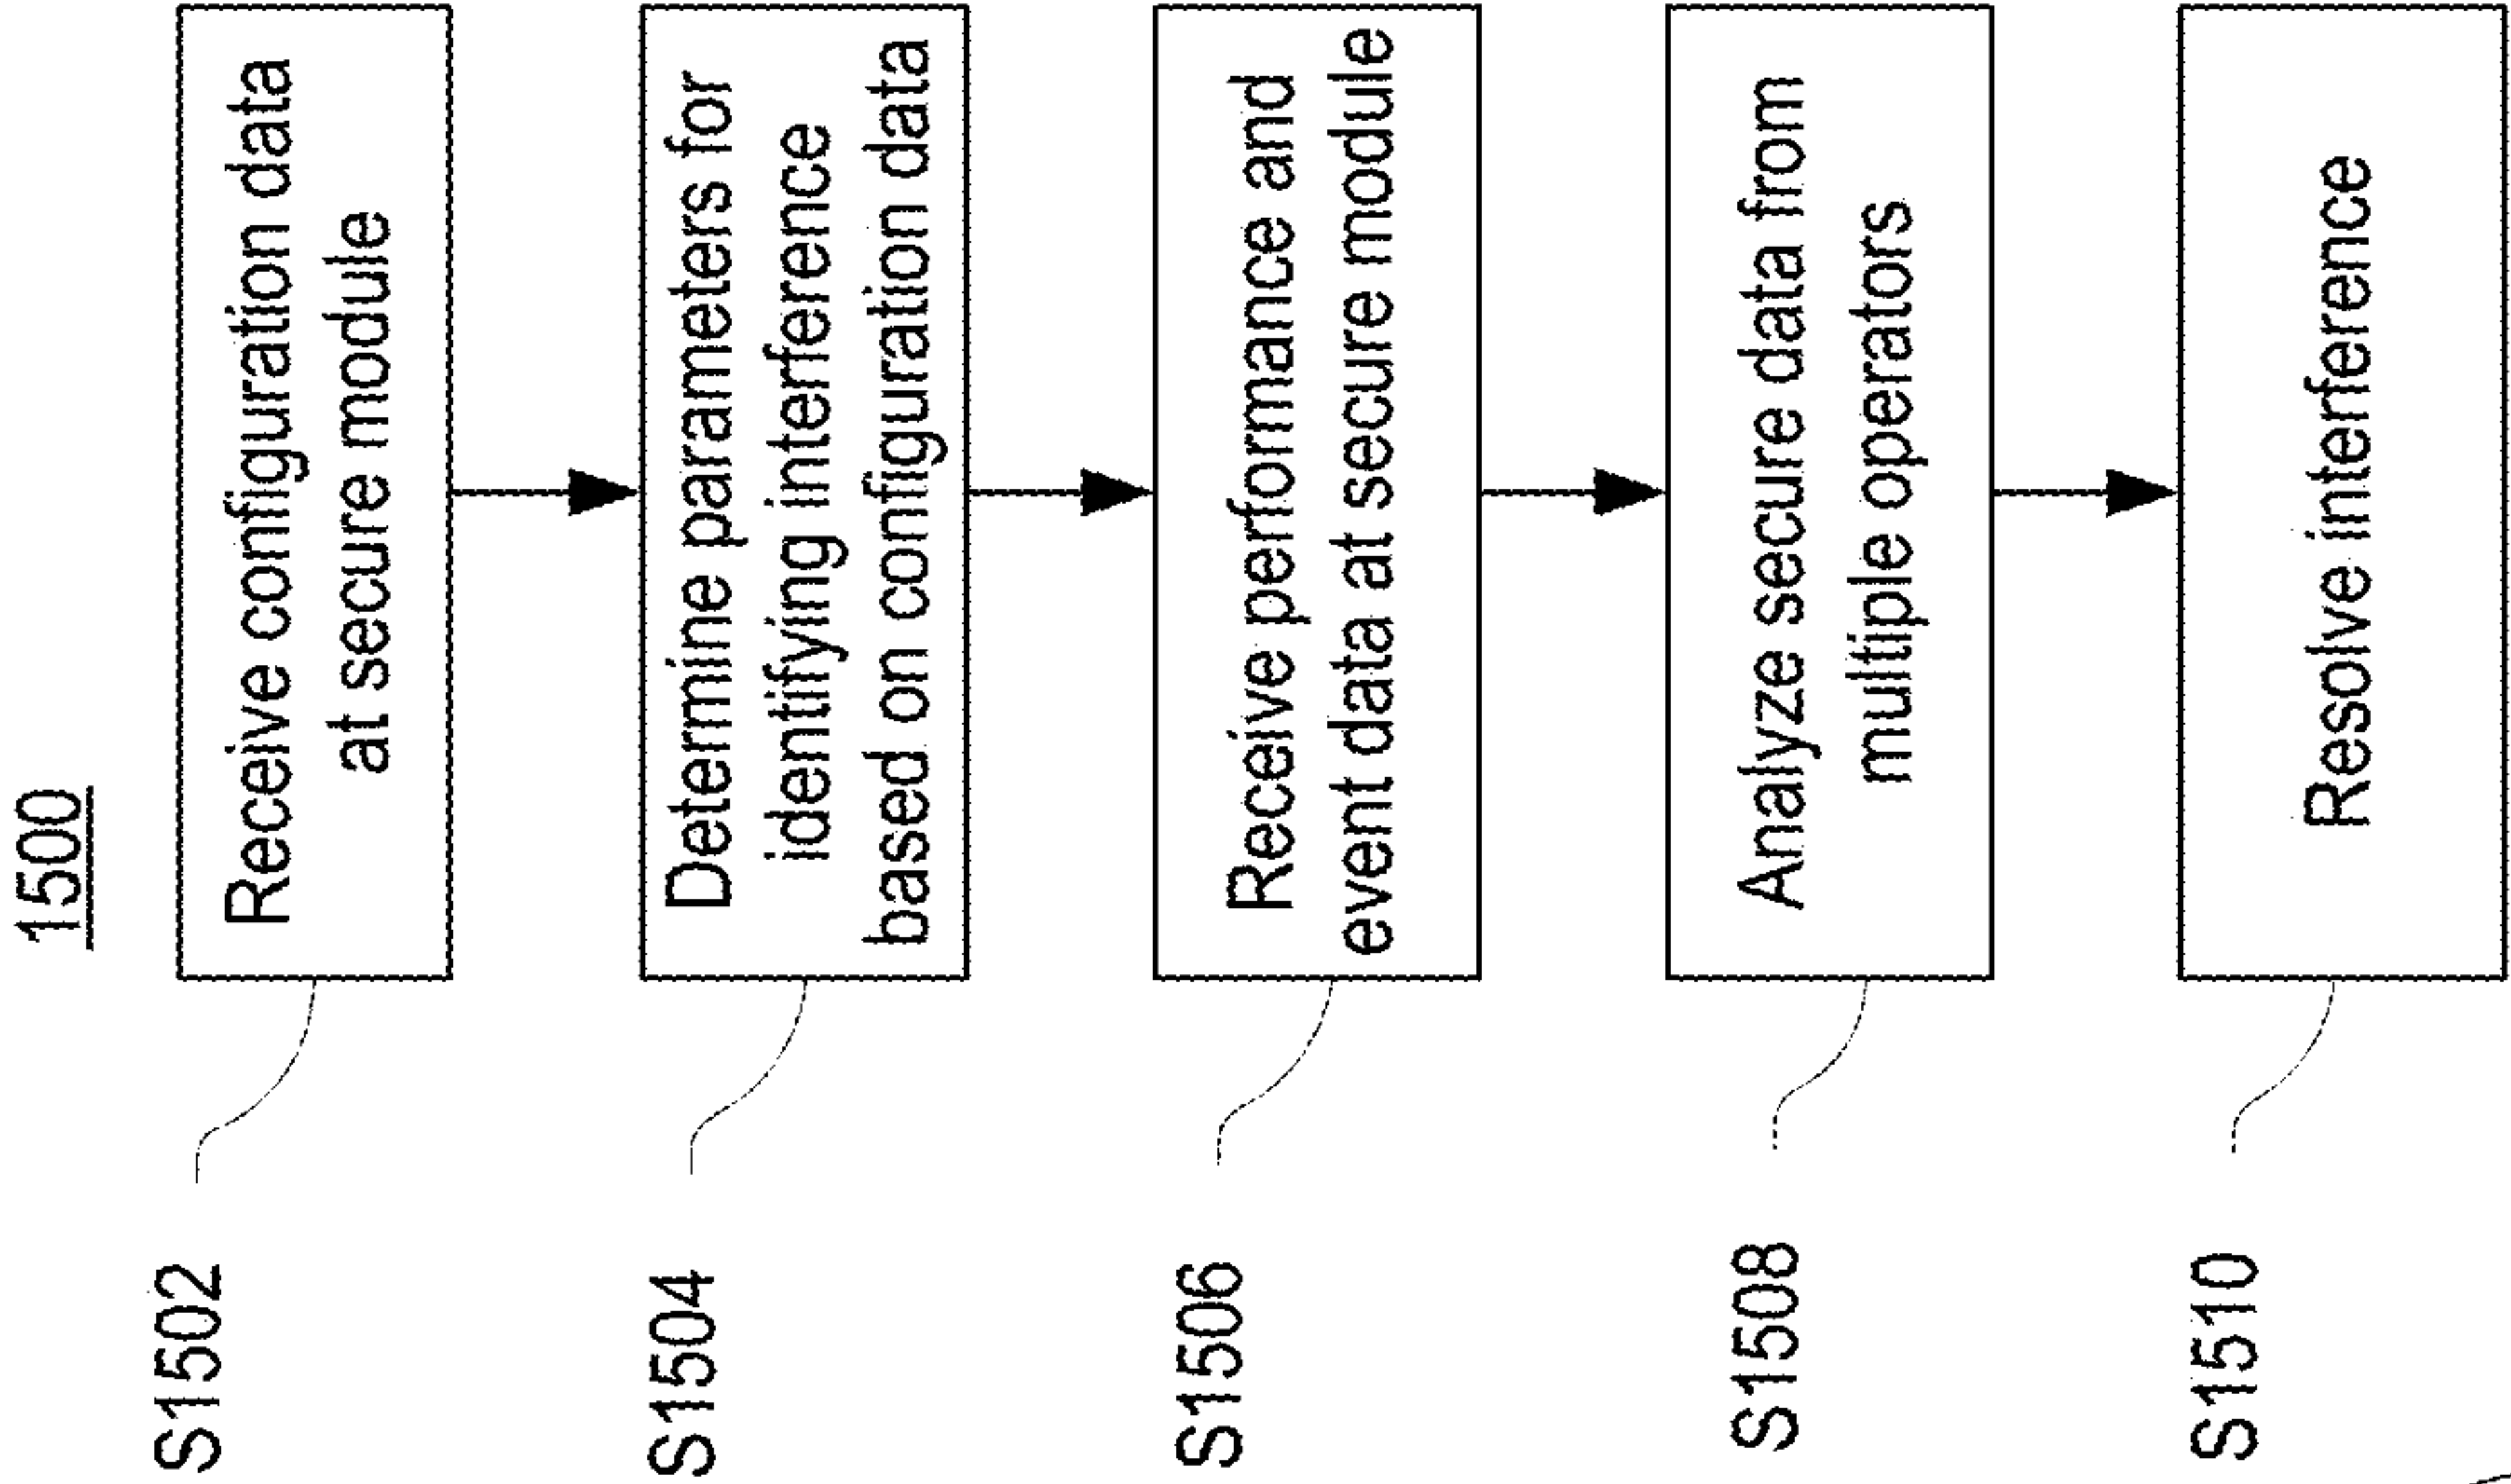 1500
S1502
Receive configuration data
at secure module
S1504
Determine parameters for
identifying interference
based on configuration data
S1506
Receive performance and
event data at secure module
S1508
Analyze secure data from
multiple operators
S1510
Resolve interference